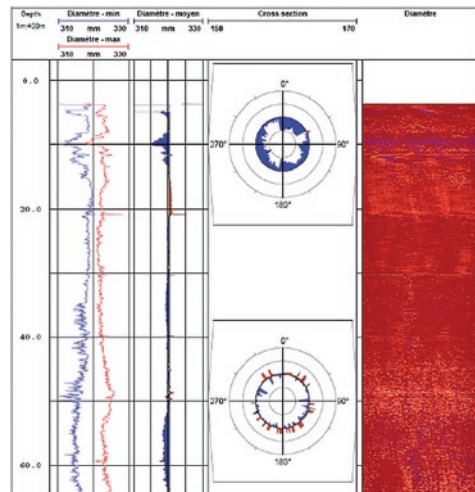 Depth
1m:400m
Diamètre - min
310 mm 330
Diamètre - max
310 mm 330
Diamètre - moyen
310 mm 330
Cross section
150 170
Diamètre
0.0
20.0
40.0
60.0
0°
270° 90°
180°
0°
270° 90°
180°